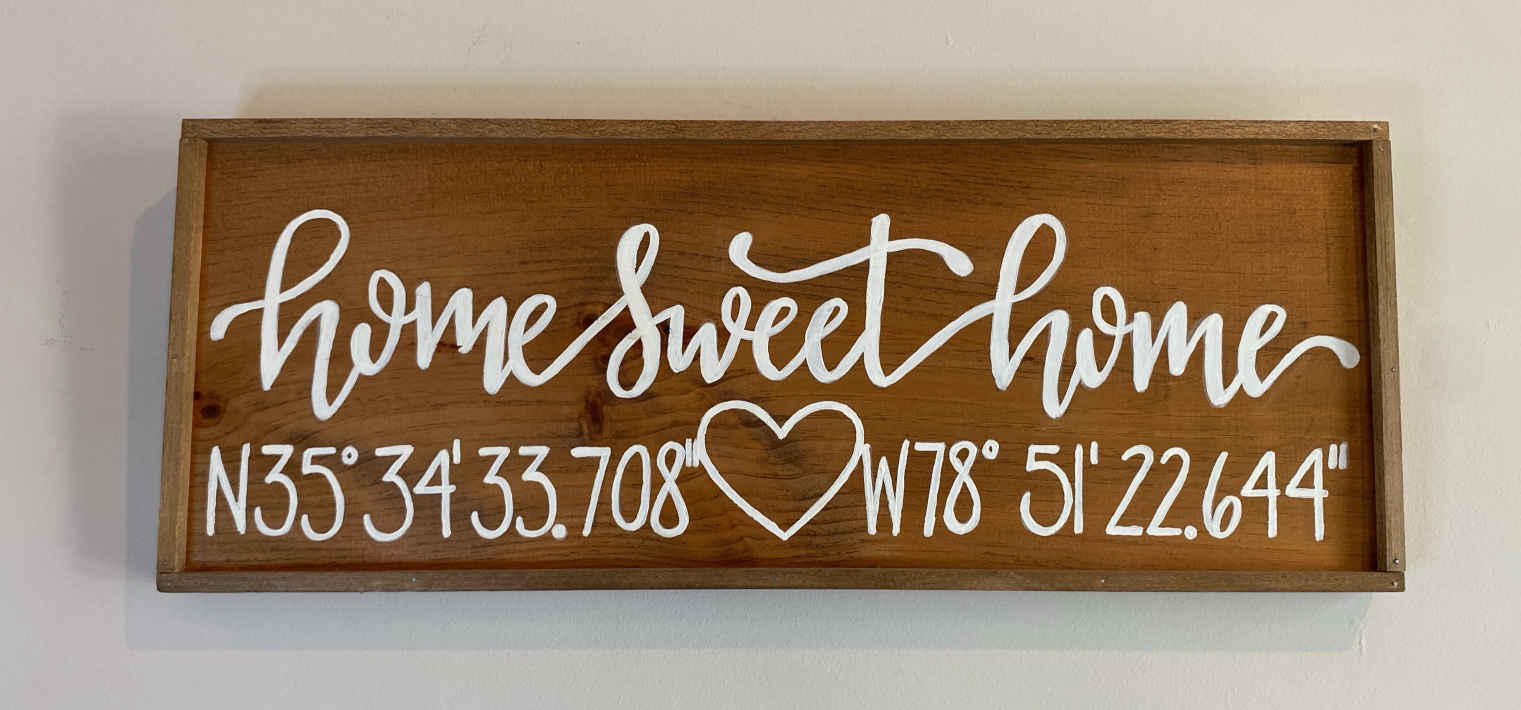 home sweet home
N35°34'33.708" W78° 51' 22.644"